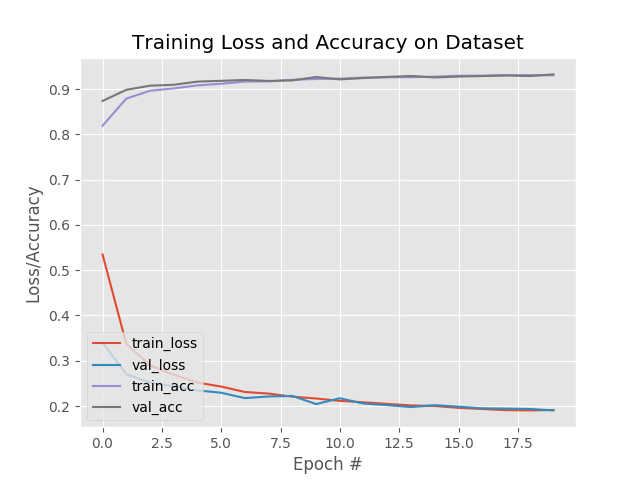 Training Loss and Accuracy on Dataset
Loss/Accuracy
0.9
0.8
0.7
0.6
0.5
0.4
0.3
0.2
train_loss
val_loss
train_acc
val_acc
0.0 2.5 5.0 7.5 10.0 12.5 15.0 17.5
Epoch #